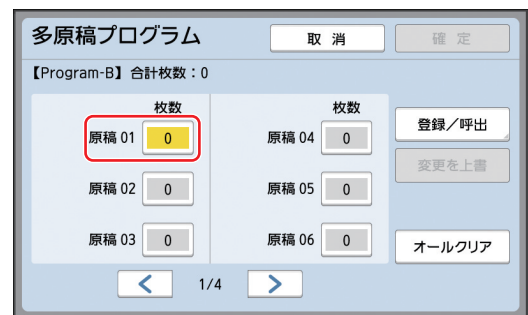 多原稿プログラム
取 消
確 定
【Program-B】合計枚数：0
枚数
枚数
原稿 01 0
原稿 04 0
登録／呼出
変更を上書
原稿 02 0
原稿 05 0
原稿 03 0
原稿 06 0
オールクリア
< 1/4 >